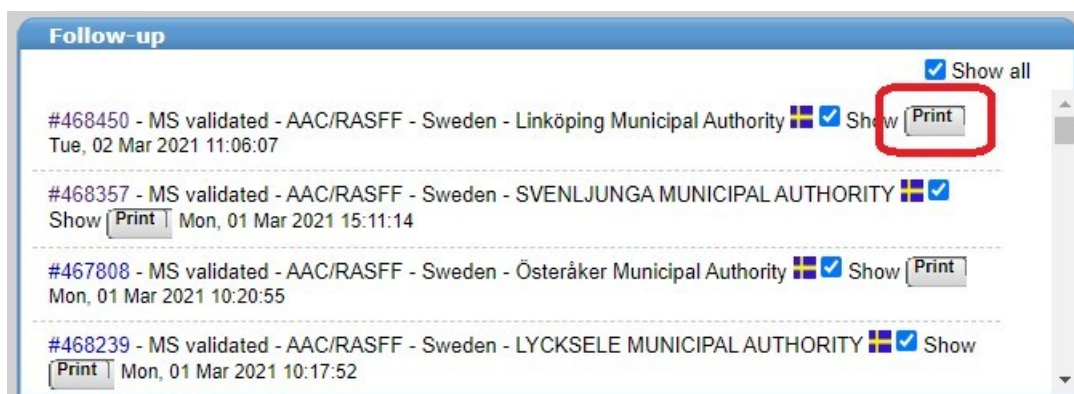 Follow-up
Show all
#468450 - MS validated - AAC/RASFF - Sweden - Linköping Municipal Authority Show Print
Tue, 02 Mar 2021 11:06:07
#468357 - MS validated - AAC/RASFF - Sweden - SVENLJUNGA MUNICIPAL AUTHORITY
Show Print Mon, 01 Mar 2021 15:11:14
#467808 - MS validated - AAC/RASFF - Sweden - Österåker Municipal Authority Show Print
Mon, 01 Mar 2021 10:20:55
#468239 - MS validated - AAC/RASFF - Sweden - LYCKSELE MUNICIPAL AUTHORITY Show
Print Mon, 01 Mar 2021 10:17:52